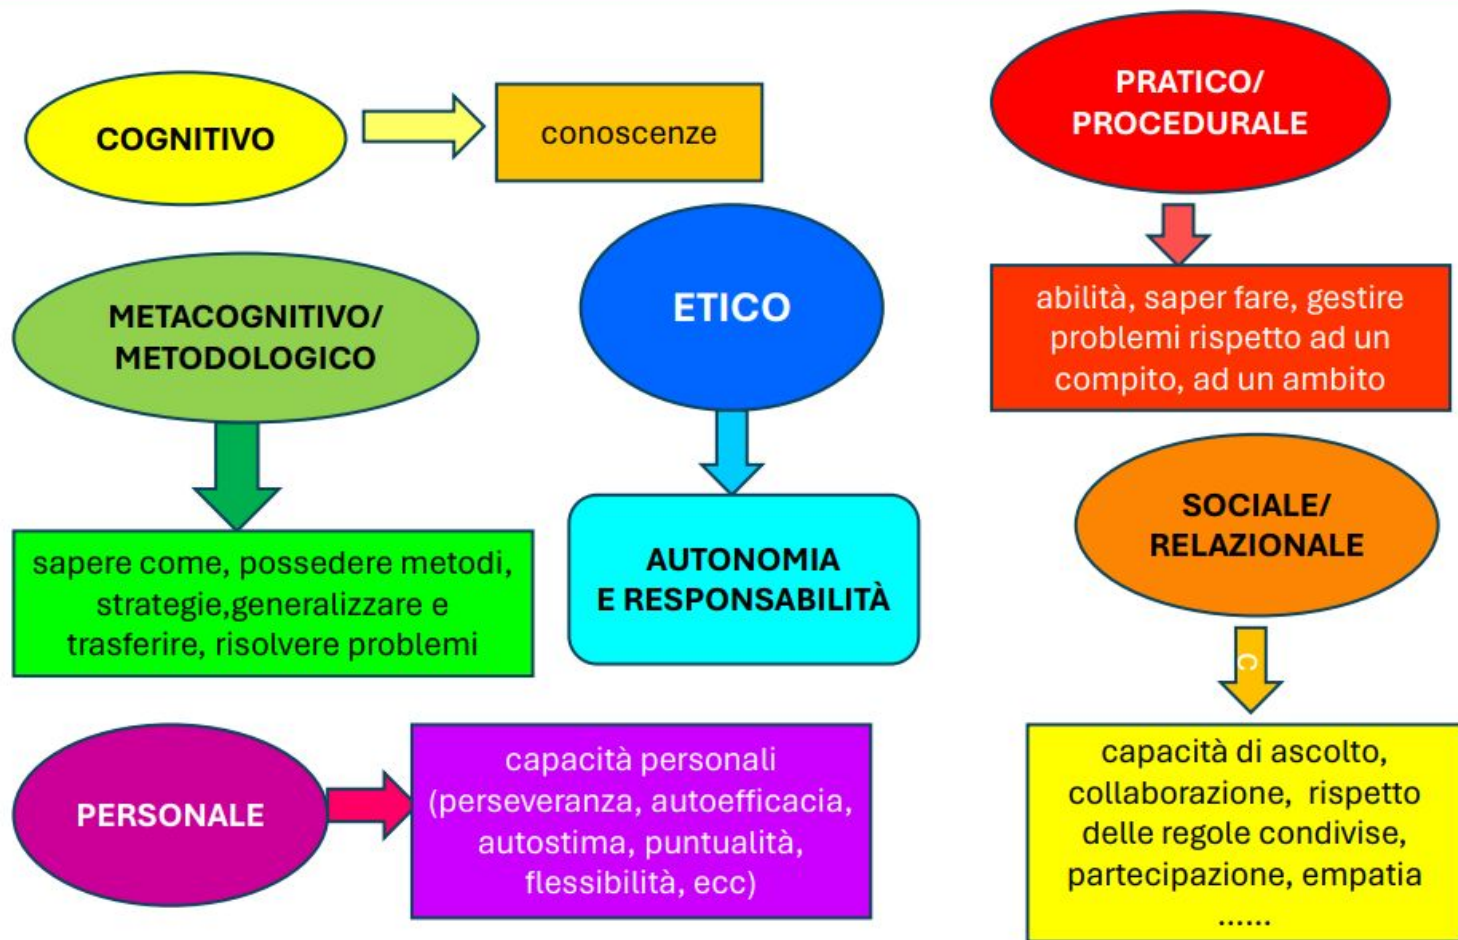 COGNITIVO
conoscenze
PRATICO/
PROCEDURALE
abilità, saper fare, gestire
problemi rispetto ad un
compito, ad un ambito
METACOGNITIVO/
METODOLOGICO
sapere come, possedere metodi,
strategie,generalizzare e
trasferire, risolvere problemi
ETICO
AUTONOMIA
E RESPONSABILITÀ
SOCIALE/
RELAZIONALE
c
capacità di ascolto,
collaborazione, rispetto
delle regole condivise,
partecipazione, empatia
......
PERSONALE
capacità personali
(perseveranza, autoefficacia,
autostima, puntualità,
flessibilità, ecc)